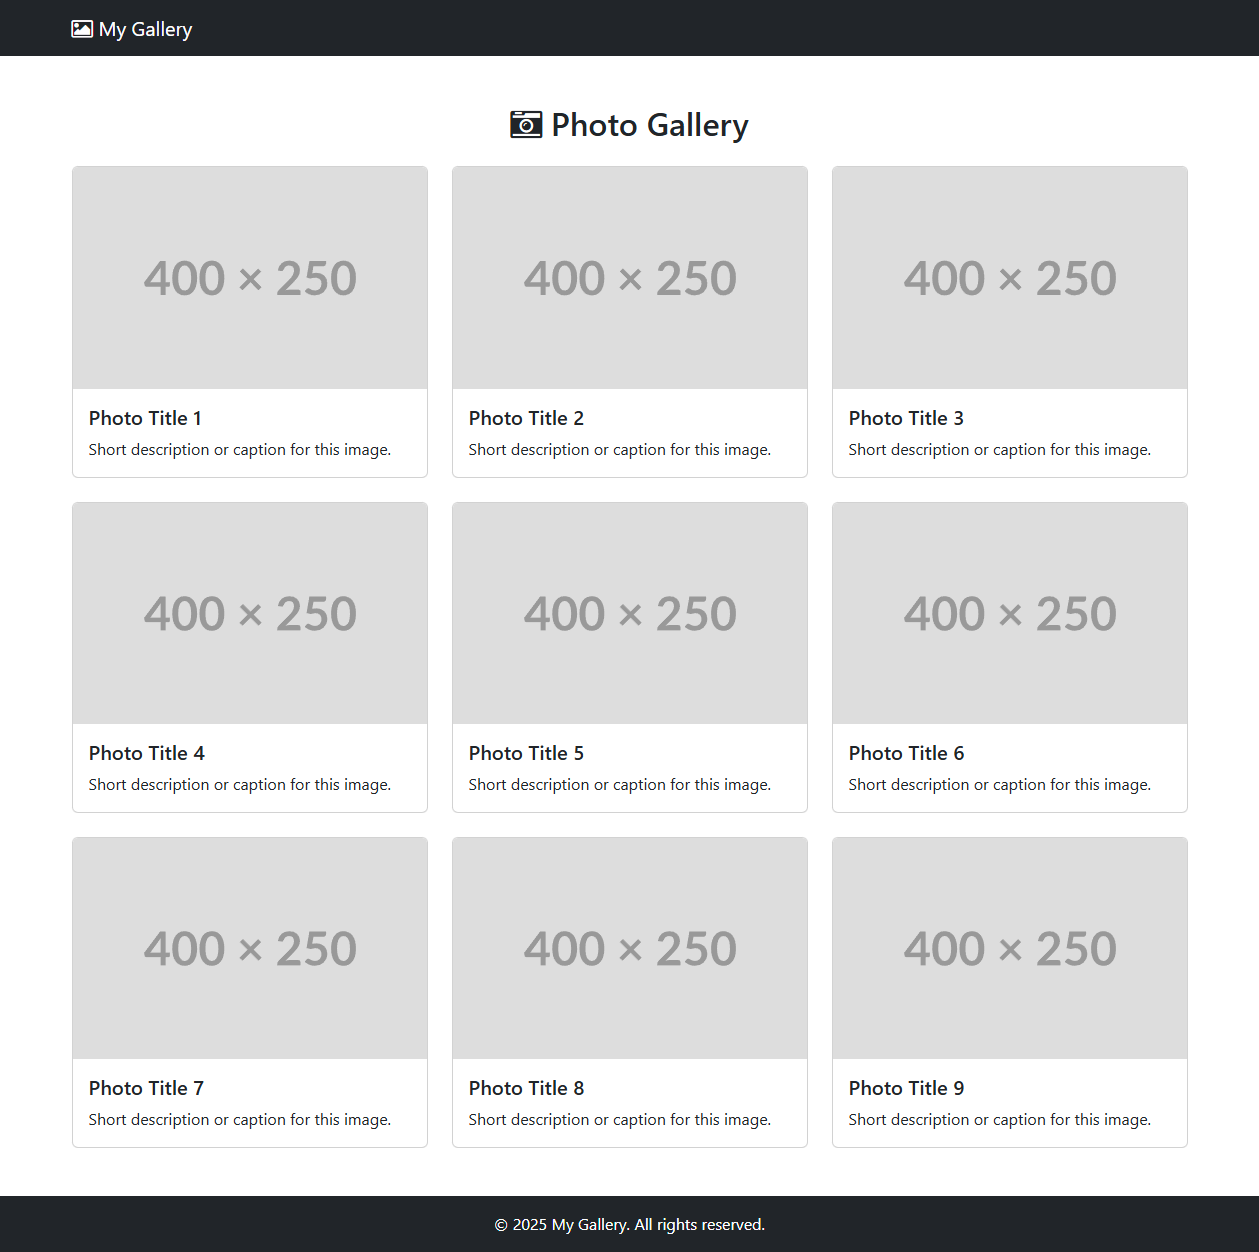 My Gallery
Photo Gallery
400 × 250
400 × 250
400 × 250
Photo Title 1
Short description or caption for this image.
Photo Title 2
Short description or caption for this image.
Photo Title 3
Short description or caption for this image.
400 × 250
400 × 250
400 × 250
Photo Title 4
Short description or caption for this image.
Photo Title 5
Short description or caption for this image.
Photo Title 6
Short description or caption for this image.
400 × 250
400 × 250
400 × 250
Photo Title 7
Short description or caption for this image.
Photo Title 8
Short description or caption for this image.
Photo Title 9
Short description or caption for this image.
© 2025 My Gallery. All rights reserved.